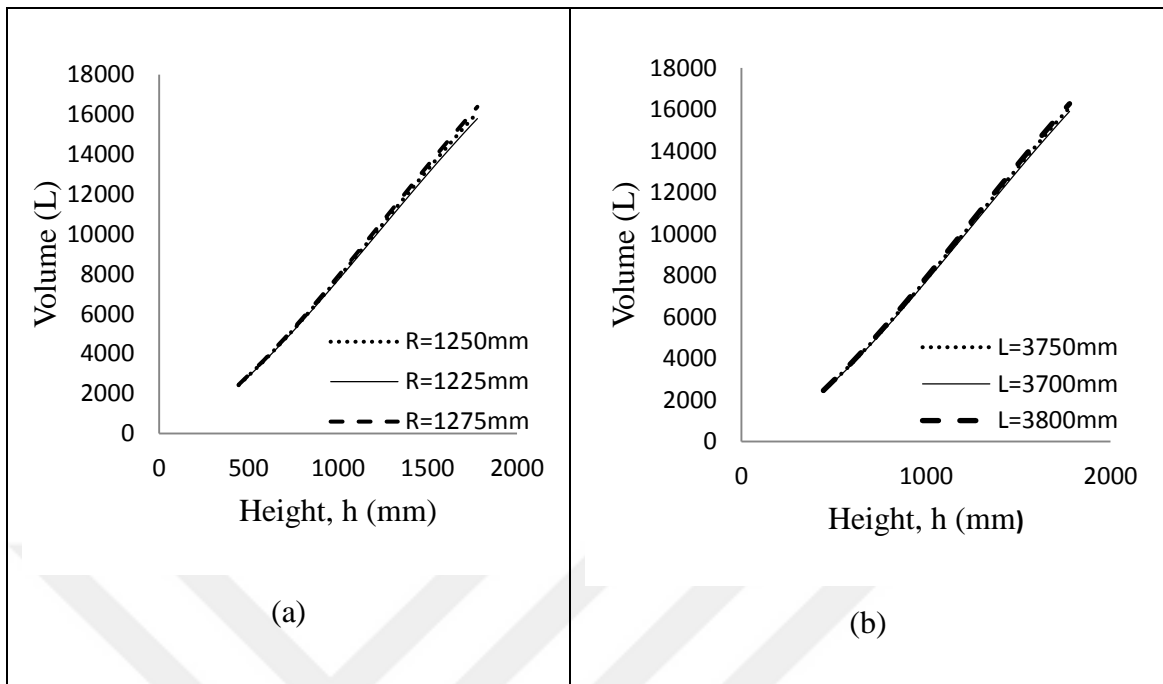 18000
16000
14000
12000
10000
8000
6000
4000
2000
0
Volume (L)
R=1250mm
R=1225mm
R=1275mm
0 500 1000 1500 2000
Height, h (mm)
(a)
18000
16000
14000
12000
10000
8000
6000
4000
2000
0
Volume (L)
L=3750mm
L=3700mm
L=3800mm
0 1000 2000
Height, h (mm)
(b)